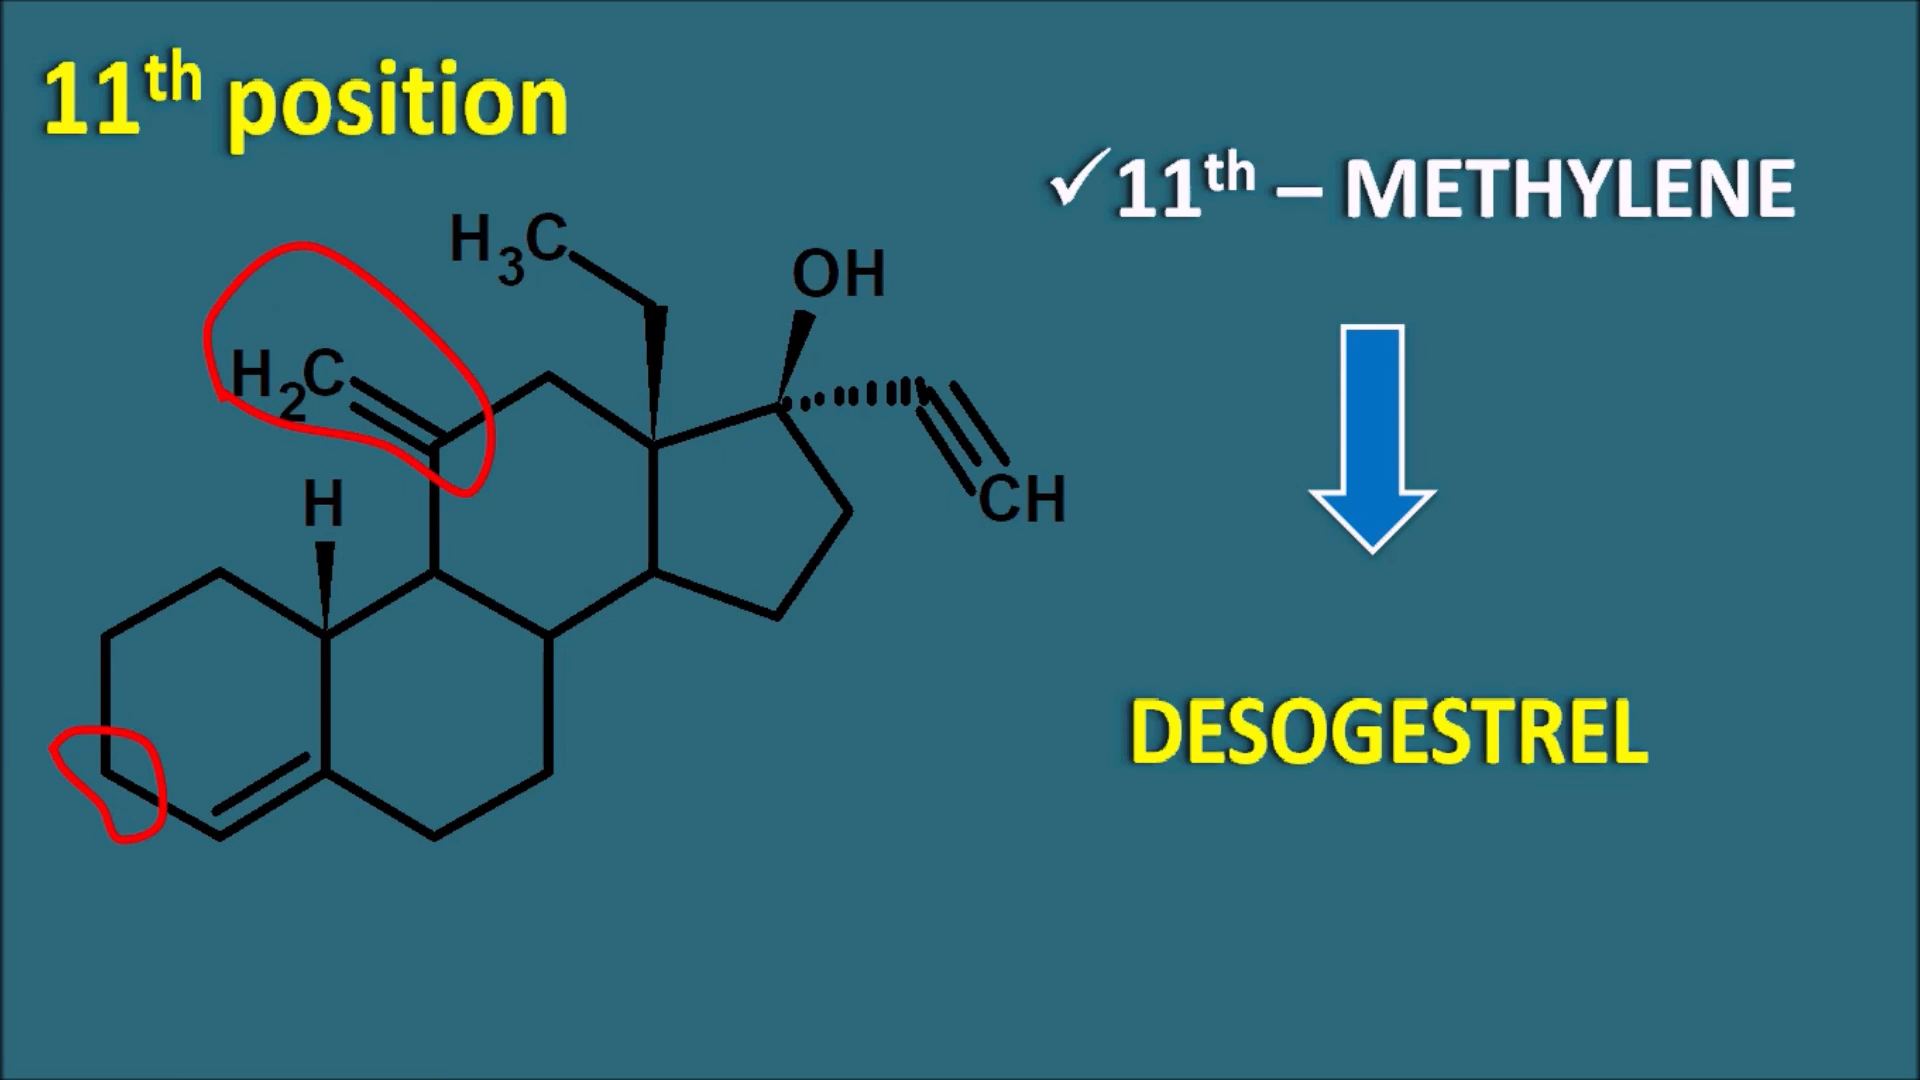 11th position
✓11th – METHYLENE
H3C
OH
H2C
H
CH
DESOGESTREL